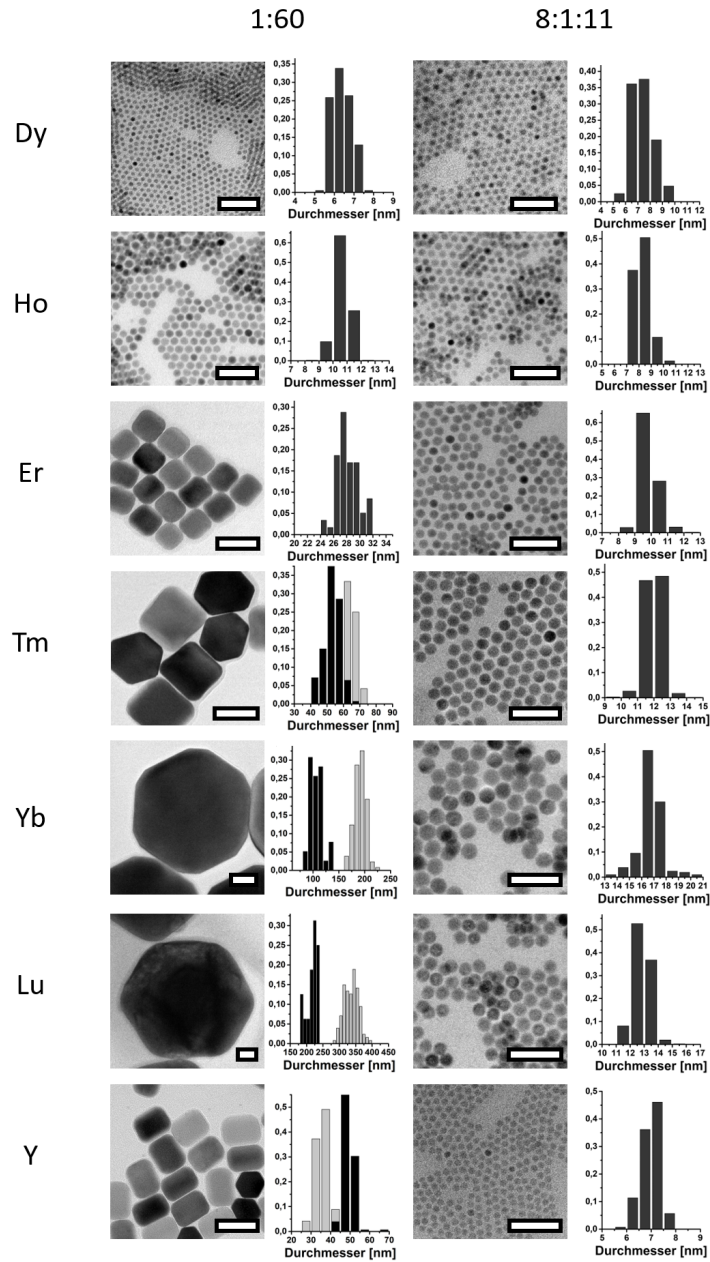 1:60
8:1:11
Dy
0,35
0,30
0,25
0,20
0,15
0,10
0,05
0,00
4 5 6 7 8 9
Durchmesser [nm]
0,40
0,35
0,30
0,25
0,20
0,15
0,10
0,05
0,00
4 5 6 7 8 9 10 11 12
Durchmesser [nm]
Ho
0,6
0,5
0,4
0,3
0,2
0,1
0,0
7 8 9 10 11 12 13 14
Durchmesser [nm]
0,5
0,4
0,3
0,2
0,1
0,0
5 6 7 8 9 10 11 12 13
Durchmesser [nm]
Er
0,30
0,25
0,20
0,15
0,10
0,05
0,00
20 22 24 26 28 30 32 34
Durchmesser [nm]
0,6
0,5
0,4
0,3
0,2
0,1
0,0
7 8 9 10 11 12 13
Durchmesser [nm]
Tm
0,35
0,30
0,25
0,20
0,15
0,10
0,05
0,00
30 40 50 60 70 80 90
Durchmesser [nm]
0,5
0,4
0,3
0,2
0,1
0,0
9 10 11 12 13 14 15
Durchmesser [nm]
Yb
0,30
0,25
0,20
0,15
0,10
0,05
0,00
100 150 200 250
Durchmesser [nm]
0,5
0,4
0,3
0,2
0,1
0,0
13 14 15 16 17 18 19 20 21
Durchmesser [nm]
Lu
0,30
0,25
0,20
0,15
0,10
0,05
0,00
150 200 250 300 350 400 450
Durchmesser [nm]
0,5
0,4
0,3
0,2
0,1
0,0
10 11 12 13 14 15 16 17
Durchmesser [nm]
Y
0,5
0,4
0,3
0,2
0,1
0,0
20 30 40 50 60 70
Durchmesser [nm]
0,5
0,4
0,3
0,2
0,1
0,0
5 6 7 8 9
Durchmesser [nm]